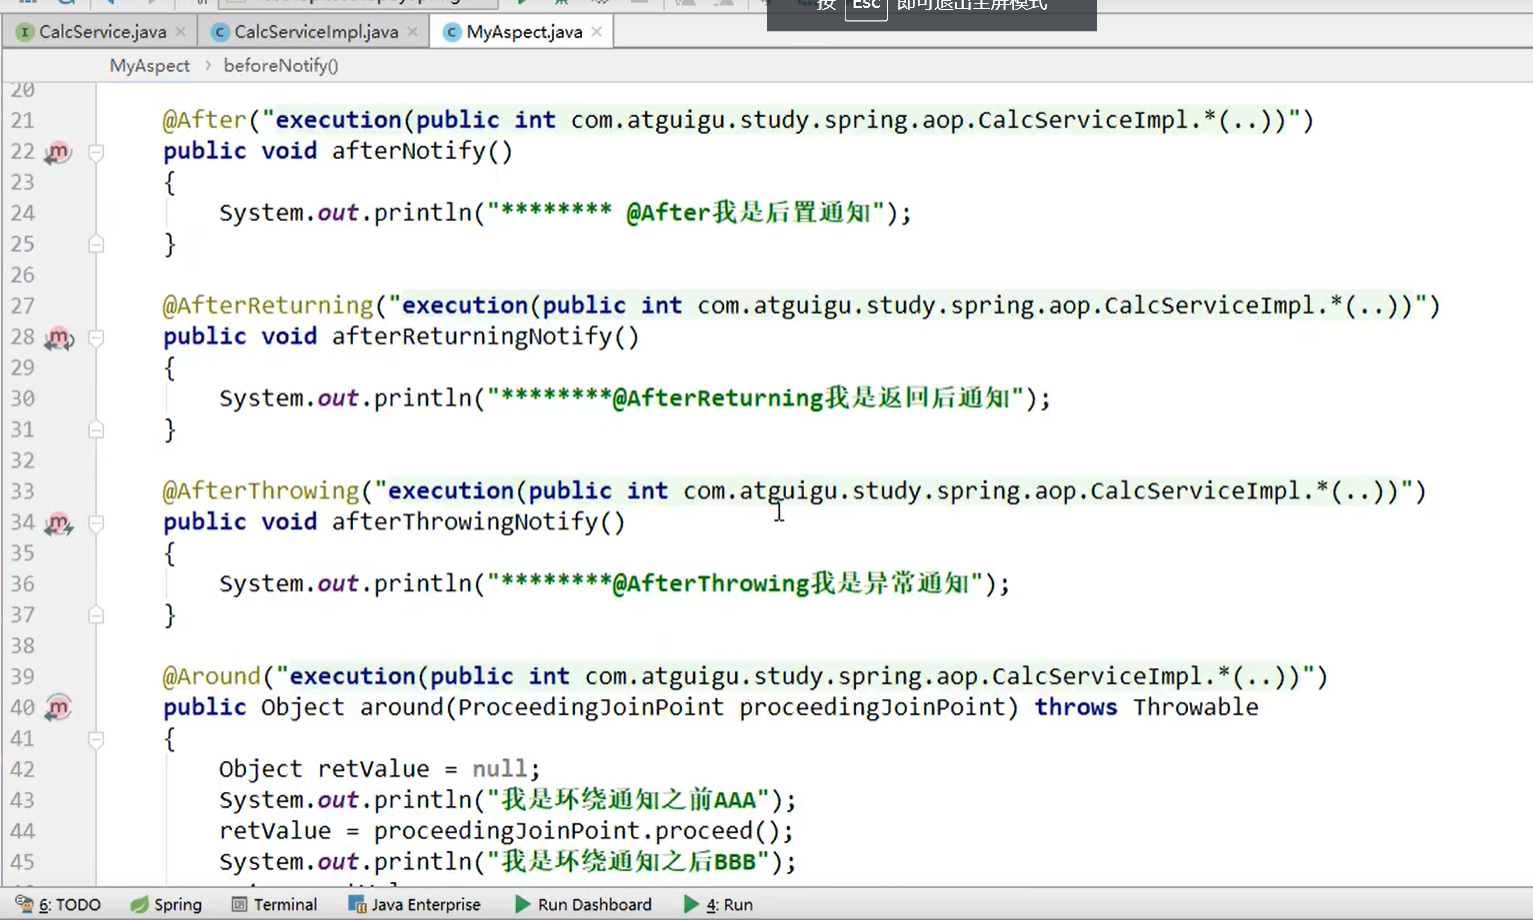 按 Esc 即可退出全屏模式
CalcService.java CalcServiceImpl.java MyAspect.java
MyAspect beforeNotify()
20
21 @After("execution(public int com.atguigu.study.spring.aop.CalcServiceImpl.*(..))")
22 public void afterNotify()
23 {
24 System.out.println("******** @After我是后置通知");
25 }
26
27 @AfterReturning("execution(public int com.atguigu.study.spring.aop.CalcServiceImpl.*(..))")
28 public void afterReturningNotify()
29 {
30 System.out.println("********@AfterReturning我是返回后通知");
31 }
32
33 @AfterThrowing("execution(public int com.atguigu.study.spring.aop.CalcServiceImpl.*(..))")
34 public void afterThrowingNotify()
35 {
36 System.out.println("********@AfterThrowing我是异常通知");
37 }
38
39 @Around("execution(public int com.atguigu.study.spring.aop.CalcServiceImpl.*(..))")
40 public Object around(ProceedingJoinPoint proceedingJoinPoint) throws Throwable
41 {
42 Object retValue = null;
43 System.out.println("我是环绕通知之前AAA");
44 retValue = proceedingJoinPoint.proceed();
45 System.out.println("我是环绕通知之后BBB");
6: TODO Spring Terminal Java Enterprise Run Dashboard 4: Run